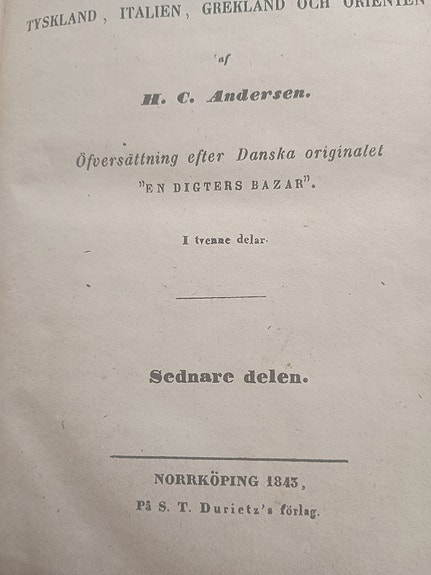 TYSKLAND, ITALIEN, GREKLAND OCH ORIENTEN
af
H. C. Andersen.
Öfversättning efter Danska originalet
"EN DIGTERS BAZAR".
I tvenne delar.
Sednare delen.
NORRKÖPING 1843,
På S. T. Durietz's förlag.